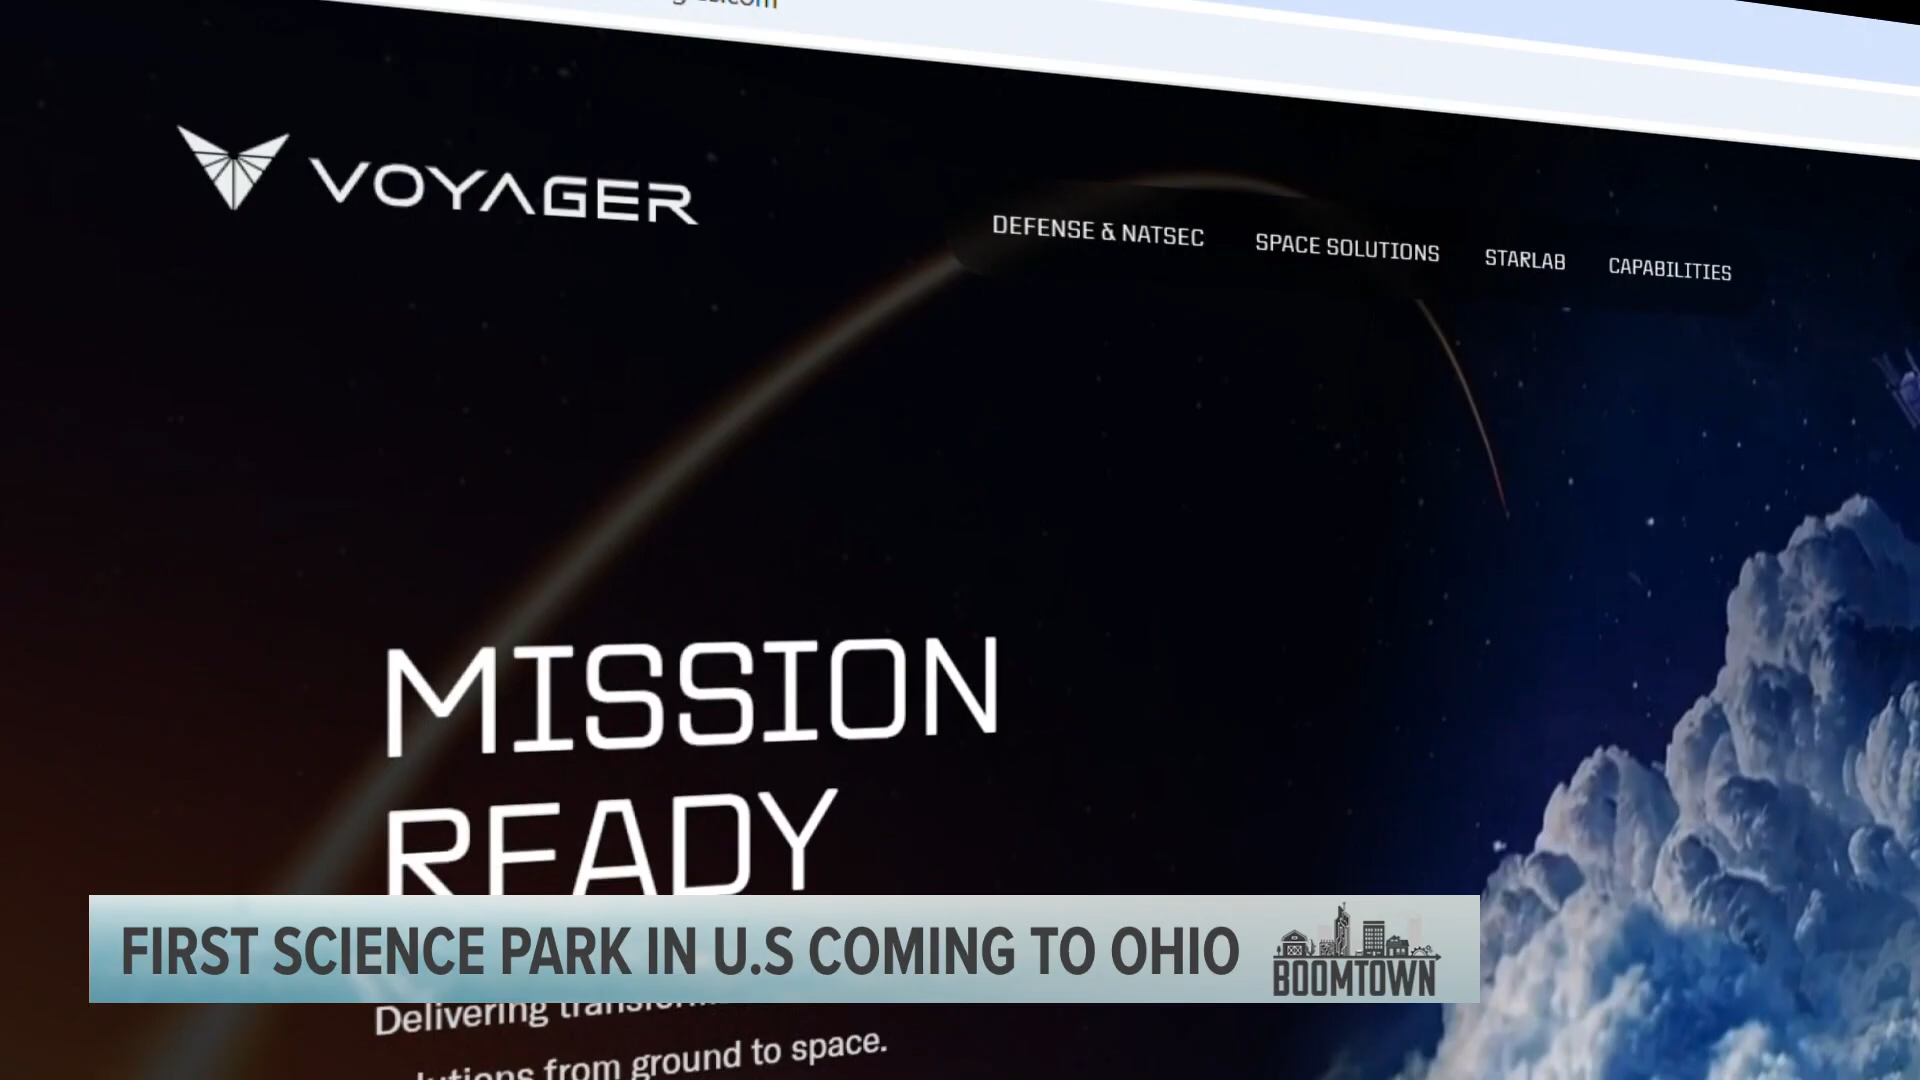 VOYAGER
DEFENSE & NATSEC
SPACE SOLUTIONS
STARLAB
CAPABILITIES
MISSION
READY
FIRST SCIENCE PARK IN U.S COMING TO OHIO
BOOMTOWN
Delivering
from ground to space.